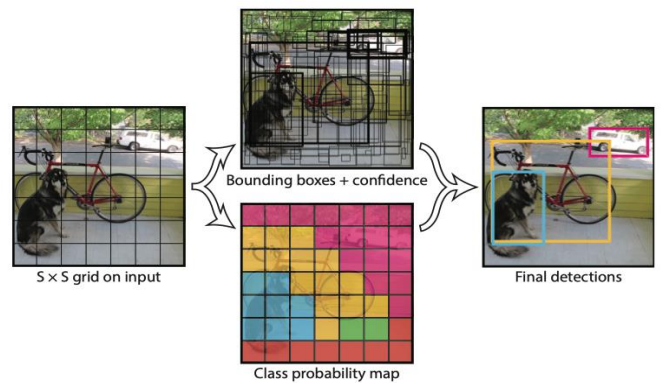 Bounding boxes + confidence
S × S grid on input
Final detections
Class probability map